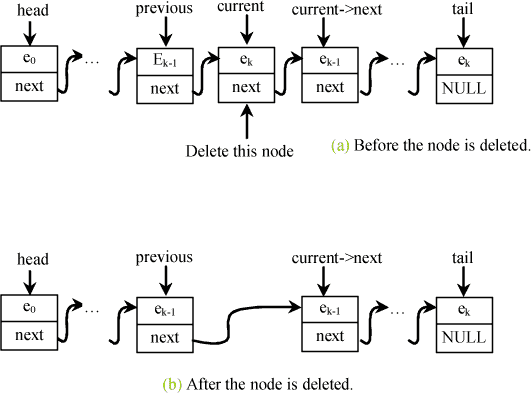 head previous current current->next tail
e0 ... Ek-1 ek ek-1 ... ek
next next next next NULL
Delete this node
(a) Before the node is deleted.
head previous current->next tail
e0 ... ek-1 ek-1 ... ek
next next next NULL
(b) After the node is deleted.